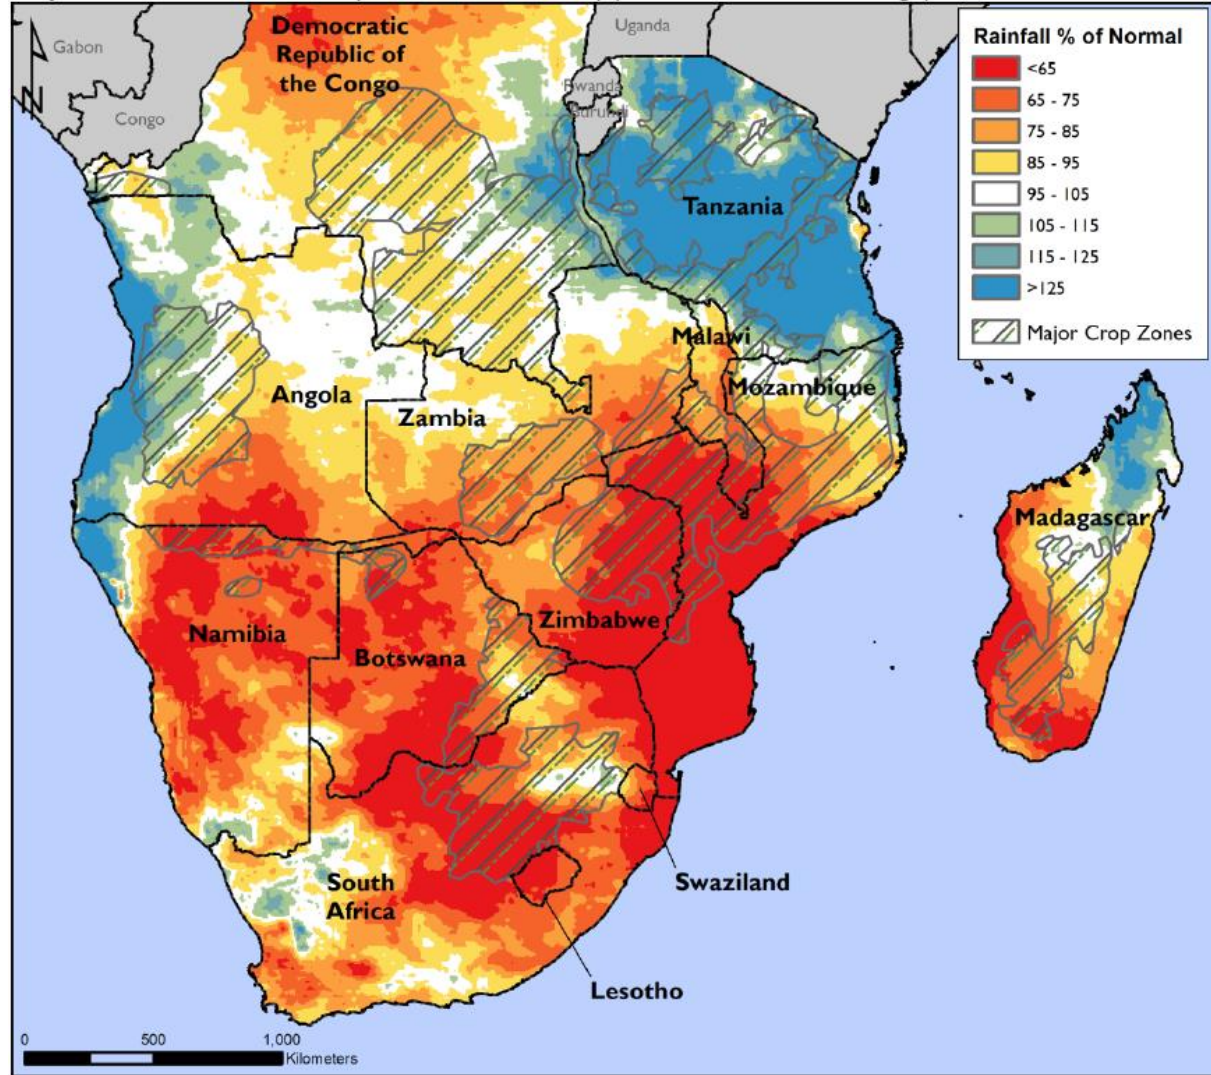 Democratic
Republic of
the Congo
Uganda
Gabon
Rwanda
Burundi
Congo
N
Rainfall % of Normal
<65
65 - 75
75 - 85
85 - 95
95 - 105
105 - 115
115 - 125
>125
Major Crop Zones
Tanzania
Malawi
Mozambique
Angola
Zambia
Madagascar
Zimbabwe
Namibia
Botswana
South
Africa
Swaziland
Lesotho
0 500 1,000
Kilometers